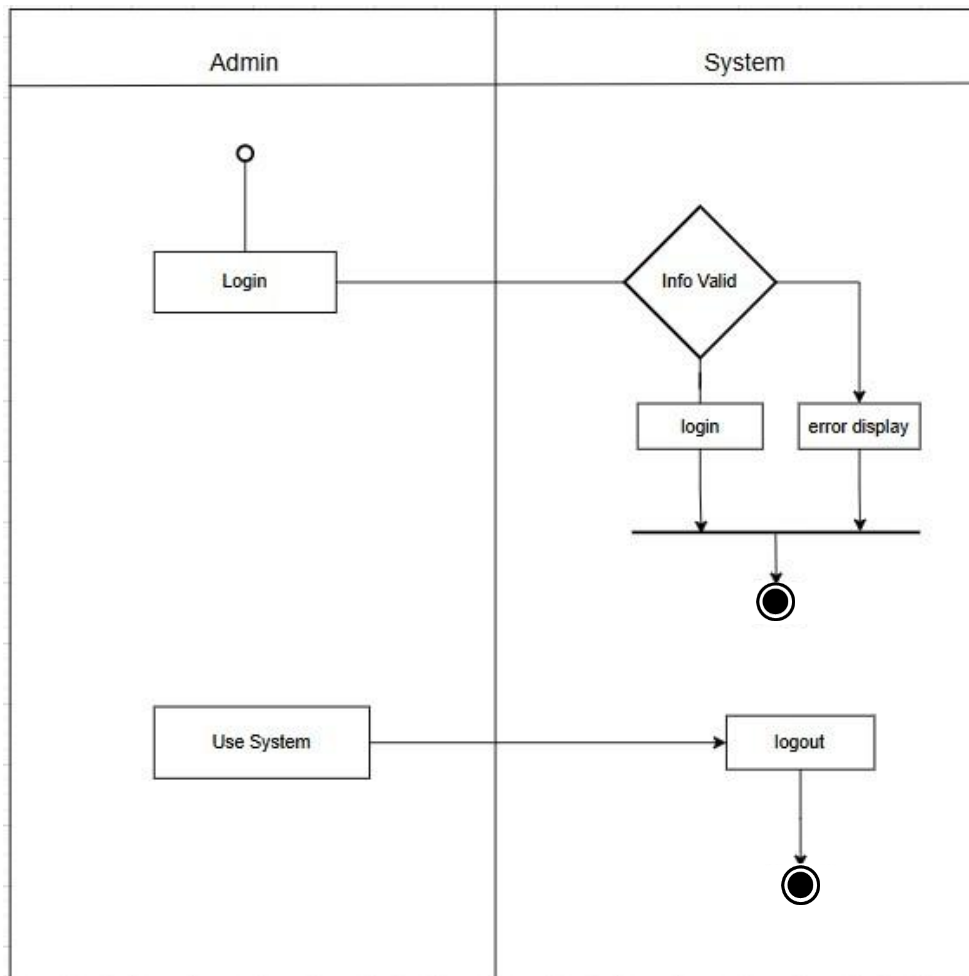 Admin
System
Login
Info Valid
login
error display
Use System
logout